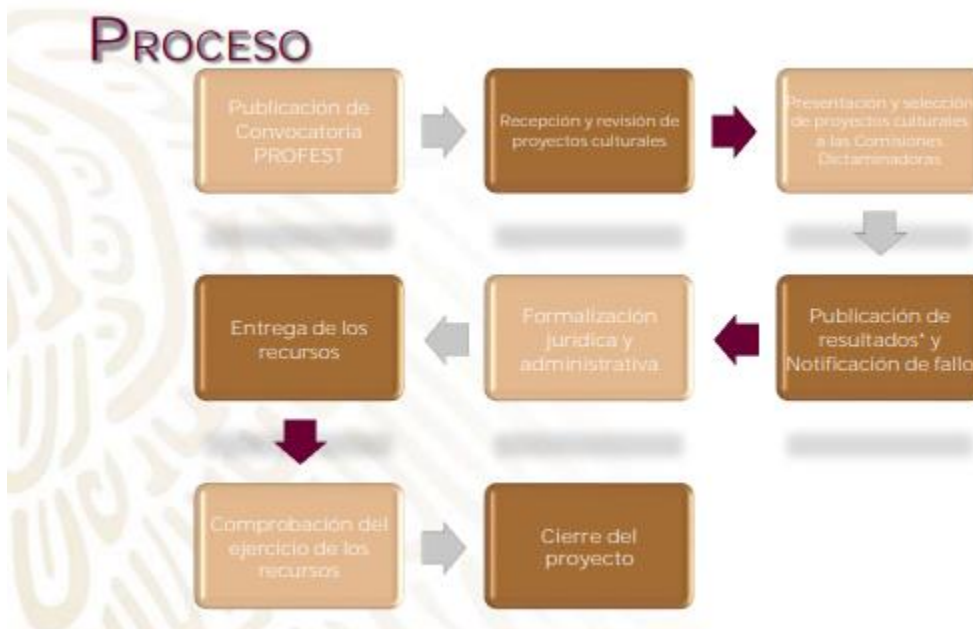 PROCESO
Publicación de
Convocatoria
PROFEST
Recepción y revisión de
proyectos culturales
Presentación y selección
de proyectos culturales
a las Comisiones
Dictaminadoras
Publicación de
resultados* y
Notificación de fallo
Formalización
jurídica y
administrativa
Entrega de los
recursos
Comprobación del
ejercicio de los
recursos
Cierre del
proyecto